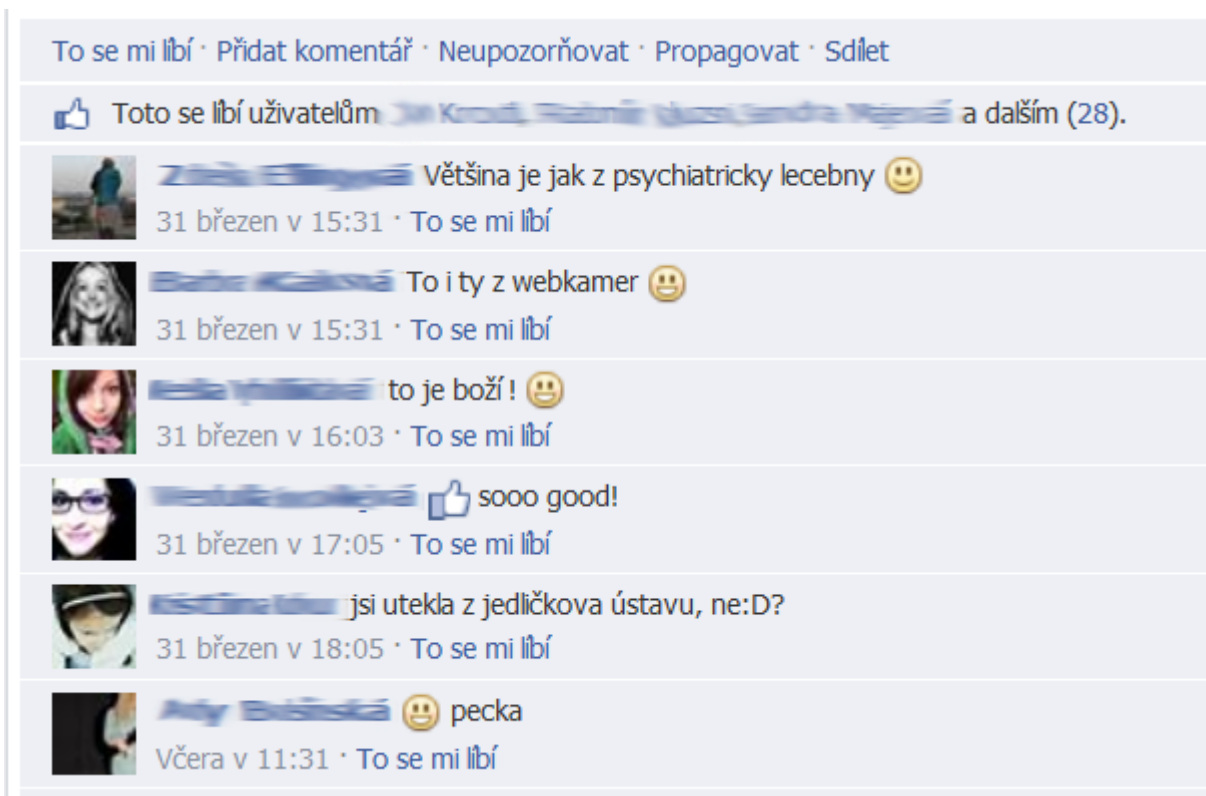 To se mi líbí · Přidat komentář · Neupozorňovat · Propagovat · Sdílet
Toto se líbí uživatelům a dalším (28).
Většina je jak z psychiatricky lecebny
31 březen v 15:31 · To se mi líbí
To i ty z webkamer
31 březen v 15:31 · To se mi líbí
to je boží !
31 březen v 16:03 · To se mi líbí
sooo good!
31 březen v 17:05 · To se mi líbí
jsi utekla z jedličkova ústavu, ne:D?
31 březen v 18:05 · To se mi líbí
pecka
Včera v 11:31 · To se mi líbí